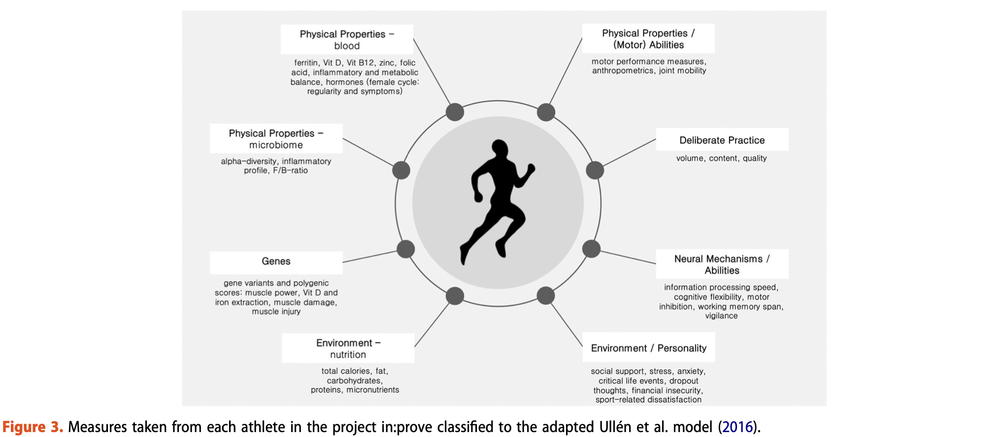 Physical Properties –
blood
ferritin, Vit D, Vit B12, zinc, folic
acid, inflammatory and metabolic
balance, hormones (female cycle:
regularity and symptoms)
Physical Properties /
(Motor) Abilities
motor performance measures,
anthropometrics, joint mobility
Physical Properties –
microbiome
alpha–diversity, inflammatory
profile, F/B–ratio
Deliberate Practice
volume, content, quality
Genes
gene variants and polygenic
scores: muscle power, Vit D and
iron extraction, muscle damage,
muscle injury
Neural Mechanisms /
Abilities
information processing speed,
cognitive flexibility, motor
inhibition, working memory span,
vigilance
Environment –
nutrition
total calories, fat,
carbohydrates,
proteins, micronutrients
Environment / Personality
social support, stress, anxiety,
critical life events, dropout
thoughts, financial insecurity,
sport–related dissatisfaction
Figure 3. Measures taken from each athlete in the project in:prove classified to the adapted Ullén et al. model (2016).